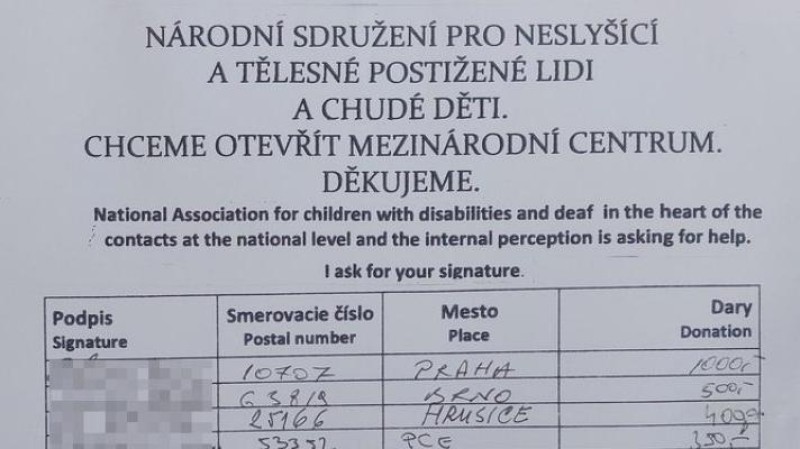 NÁRODNÍ SDRUŽENÍ PRO NESLYŠÍCÍ
A TĚLESNÉ POSTIŽENÉ LIDI
A CHUDÉ DĚTI.
CHCEME OTEVŘÍT MEZINÁRODNÍ CENTRUM.
DĚKUJEME.
National Association for children with disabilities and deaf in the heart of the
contacts at the national level and the internal perception is asking for help.
I ask for your signature.
Podpis Smerovacie číslo Mesto Dary
Signature Postal number Place Donation
10707 PRAHA 1000,-
BRNO 500,-
25166 HRUSICE
PCE